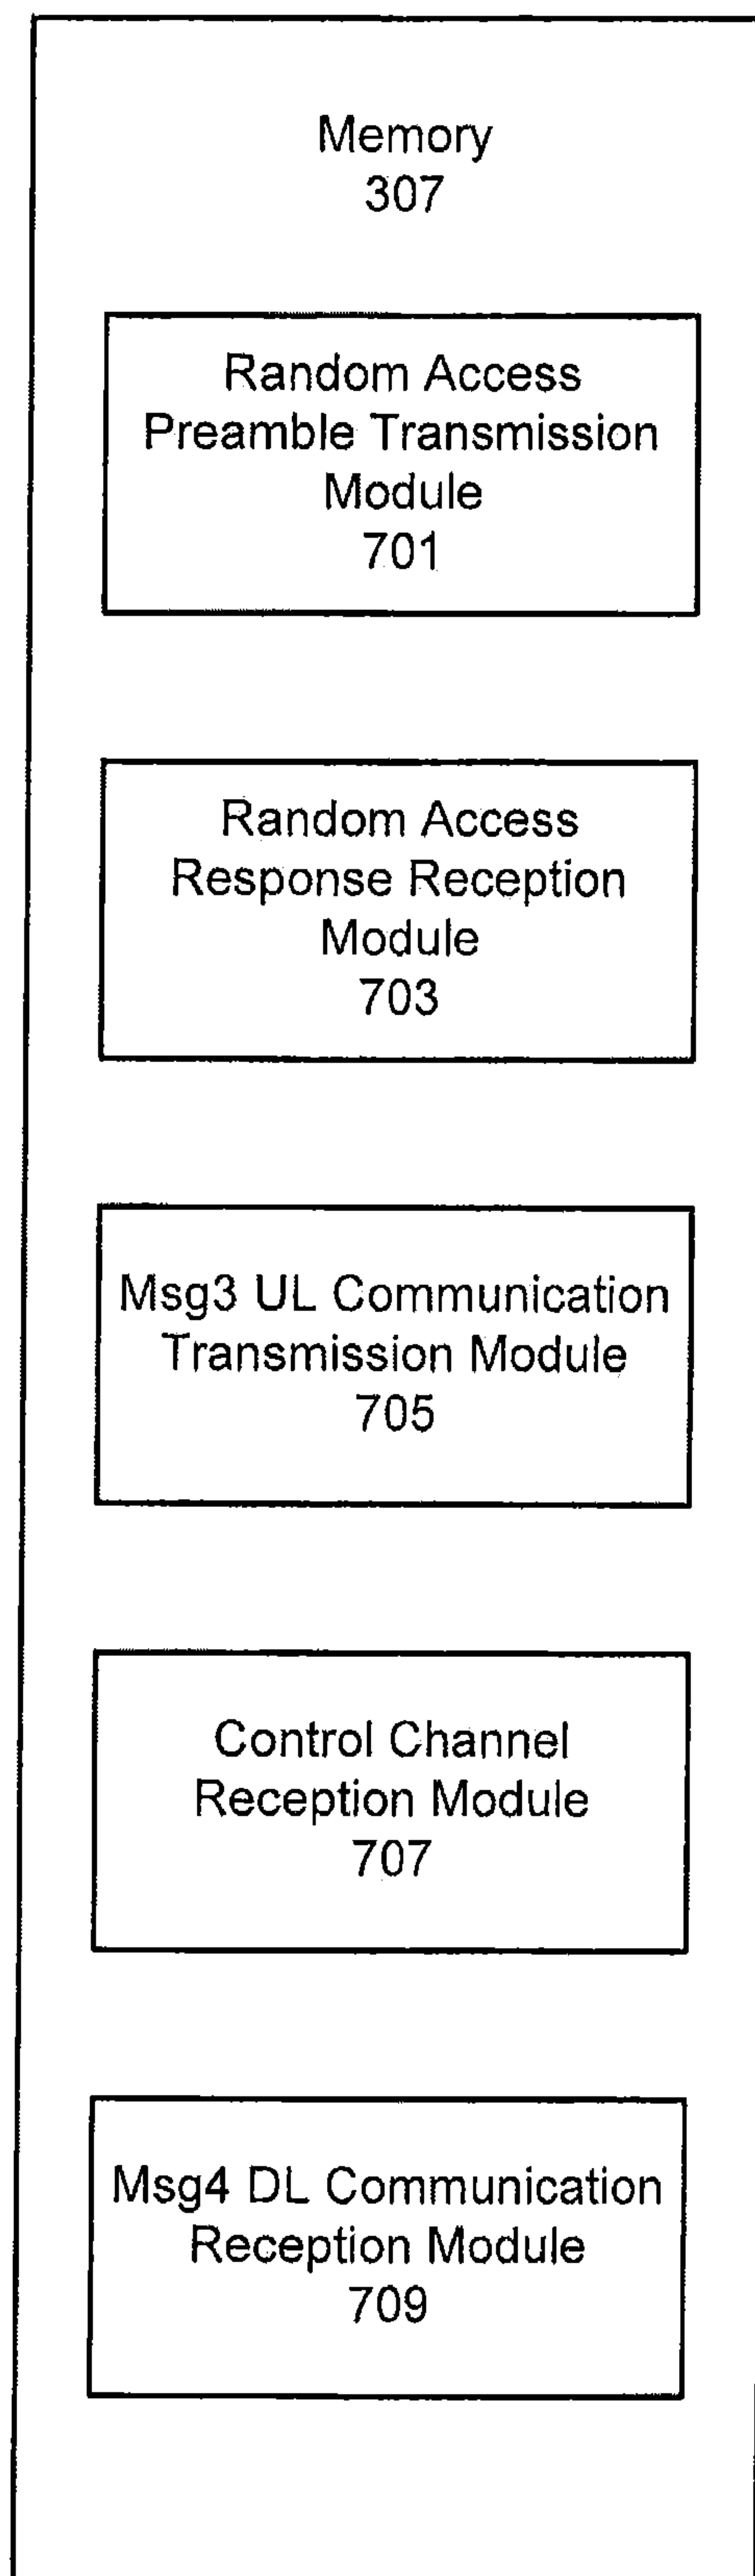 Memory
307
Random Access
Preamble Transmission
Module
701
Random Access
Response Reception
Module
703
Msg3 UL Communication
Transmission Module
705
Control Channel
Reception Module
707
Msg4 DL Communication
Reception Module
709